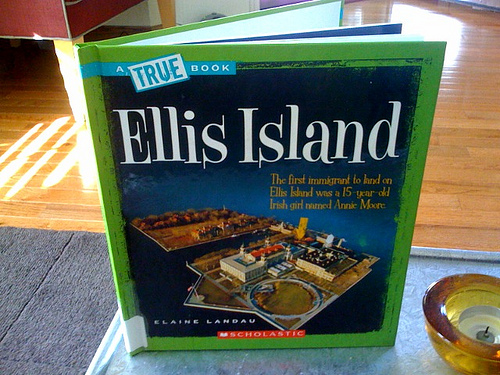 A TRUE BOOK
Ellis Island
The first immigrant to land on
Ellis Island was a 15-year-old
Irish girl named Annie Moore.
ELAINE LANDAU
SCHOLASTIC